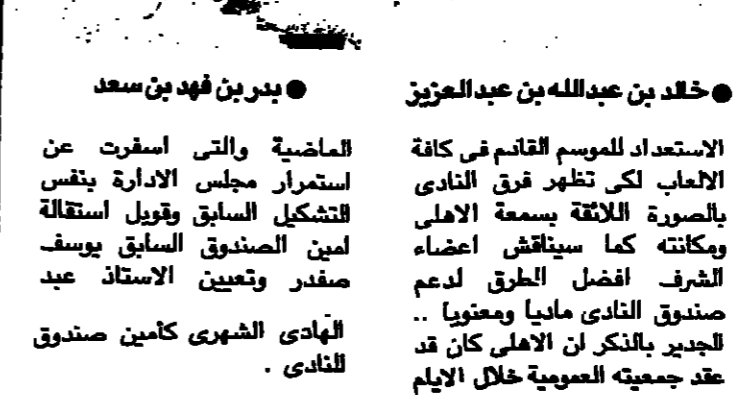 ● خالد بن عبدالله بن عبدالعزيز
الاستعداد للموسم القادم فى كافة
الالعاب لكى تظهر فرق النادى
بالصورة اللائقة بسمعة الاهلى
ومكانته كما سيناقش اعضاء
الشرف افضل الطرق لدعم
صندوق النادى ماديا ومعنويا ..
الجدير بالذكر ان الاهلى كان قد
عقد جمعيته العمومية خلال الايام
● بدر بن فهد بن سعد
الماضية والتى اسفرت عن
استمرار مجلس الادارة بنفس
التشكيل السابق وقوبل استقالة
امين الصندوق السابق يوسف
صفدر وتعيين الاستاذ عبد
الهادى الشهرى كأمين صندوق
للنادى .